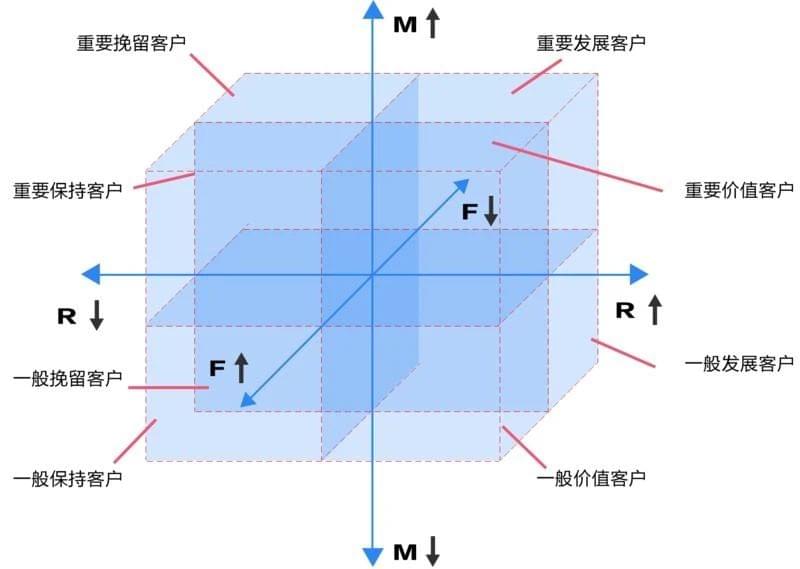 M ↑
重要挽留客户
重要发展客户
重要保持客户
重要价值客户
F ↓
R ↓
R ↑
F ↑
一般挽留客户
一般发展客户
一般保持客户
一般价值客户
M ↓